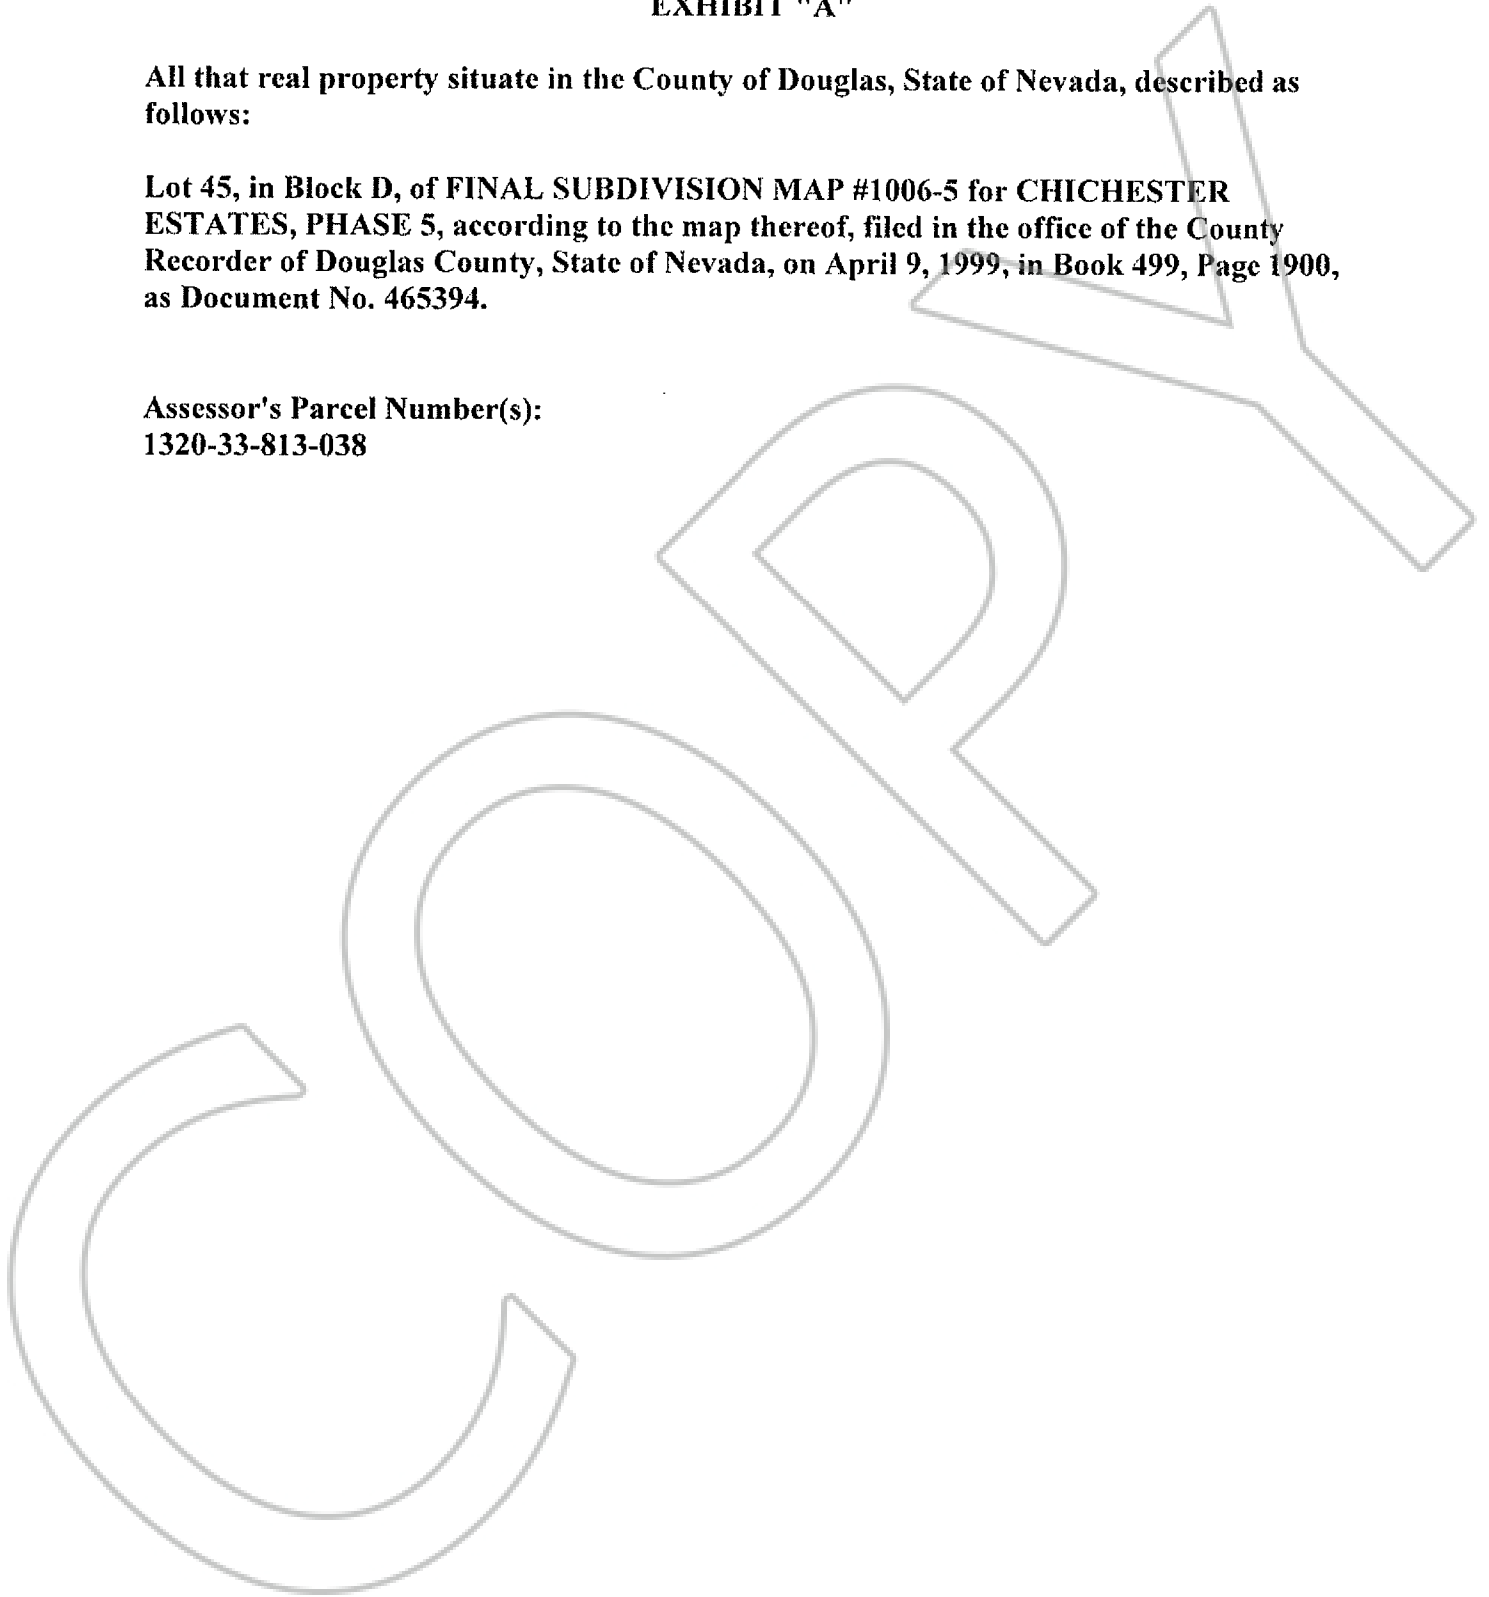 EXHIBIT "A"
All that real property situate in the County of Douglas, State of Nevada, described as
follows:
Lot 45, in Block D, of FINAL SUBDIVISION MAP #1006-5 for CHICHESTER
ESTATES, PHASE 5, according to the map thereof, filed in the office of the County
Recorder of Douglas County, State of Nevada, on April 9, 1999, in Book 499, Page 1900,
as Document No. 465394.
Assessor's Parcel Number(s):
1320-33-813-038
COPY